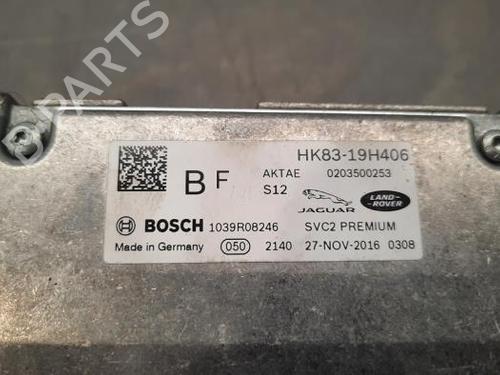 B PARTS
HK83-19H406
B F AKTAE 0203500253
S12 JAGUAR LAND ROVER
BOSCH 1039R08246 SVC2 PREMIUM
Made in Germany 050 2140 27-NOV-2016 0308